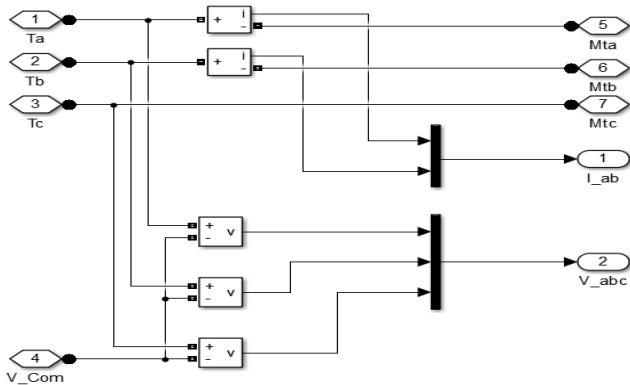 1
Ta
+
i
-
5
Mta
2
Tb
+
i
-
6
Mtb
3
Tc
7
Mtc
1
I_ab
+
-
v
2
V_abc
+
-
v
4
V_Com
+
-
v